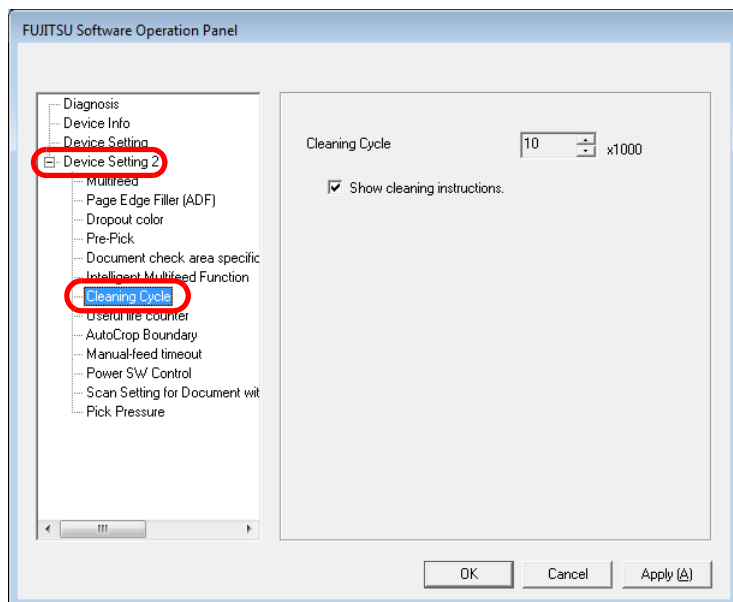 FUJITSU Software Operation Panel
Diagnosis
Device Info
Device Setting
Device Setting 2
Multifeed
Page Edge Filler (ADF)
Dropout color
Pre-Pick
Document check area specific
Intelligent Multifeed Function
Cleaning Cycle
Useful life counter
AutoCrop Boundary
Manual-feed timeout
Power SW Control
Scan Setting for Document wit
Pick Pressure
Cleaning Cycle 10 x1000
Show cleaning instructions.
OK Cancel Apply (A)